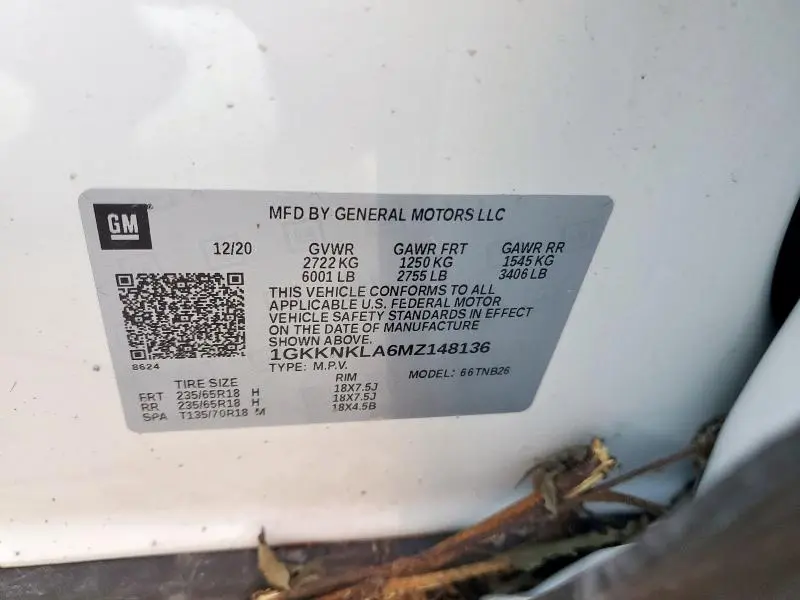 GM
MFD BY GENERAL MOTORS LLC
12/20 GVWR GAWR FRT GAWR RR
2722 KG 1250 KG 1545 KG
6001 LB 2755 LB 3406 LB
THIS VEHICLE CONFORMS TO ALL
APPLICABLE U.S. FEDERAL MOTOR
VEHICLE SAFETY STANDARDS IN EFFECT
ON THE DATE OF MANUFACTURE
SHOWN ABOVE.
1GKKNKLA6MZ148136
8624
TYPE: M.P.V. MODEL: 66TNB26
TIRE SIZE RIM
FRT 235/65R18 H 18X7.5J
RR 235/65R18 H 18X7.5J
SPA T135/70R18 M 18X4.5B